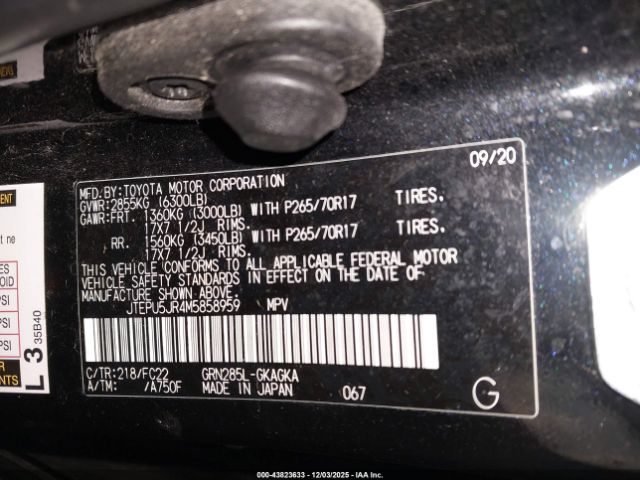 09/20
MFD.BY:TOYOTA MOTOR CORPORATION
GVWR:2855KG (6300LB)
GAWR:FRT. 1360KG (3000LB) WITH P265/70R17 TIRES.
17X7 1/2J RIMS.
RR. 1560KG (3450LB) WITH P265/70R17 TIRES.
17X7 1/2J RIMS.
THIS VEHICLE CONFORMS TO ALL APPLICABLE FEDERAL MOTOR
VEHICLE SAFETY STANDARDS IN EFFECT ON THE DATE OF
MANUFACTURE SHOWN ABOVE.
JTEPU5JR4M5858959 MPV
C/TR:218/FC22 GRN285L-GKAGKA
A/TM: /A750F MADE IN JAPAN 067 G
L 3 35B40
PSI
PSI
000-43823633 - 12/03/2025 - IAA Inc.